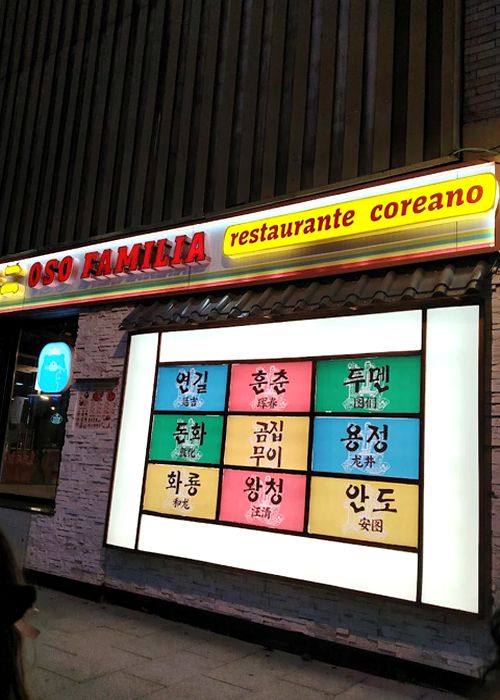 OSO FAMILIA
restaurante coreano
연길
延吉
훈춘
珲春
투멘
图们
돈화
敦化
곰집
무이
용정
龙井
화룡
和龙
왕청
汪清
안도
安图